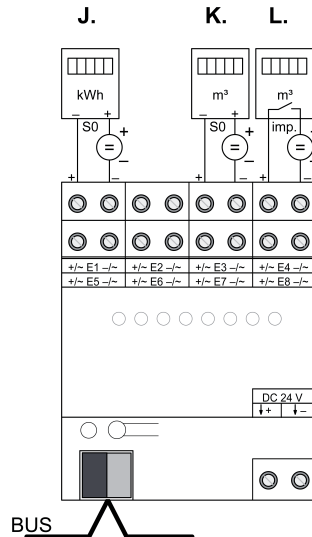 J. K. L.
kWh m³ m³
– + – + imp.
S0 + S0 + +
= = =
– – –
+ – + – + –
+/~ E1 –/~ +/~ E2 –/~ +/~ E3 –/~ +/~ E4 –/~
+/~ E5 –/~ +/~ E6 –/~ +/~ E7 –/~ +/~ E8 –/~
DC 24 V
+ –
BUS